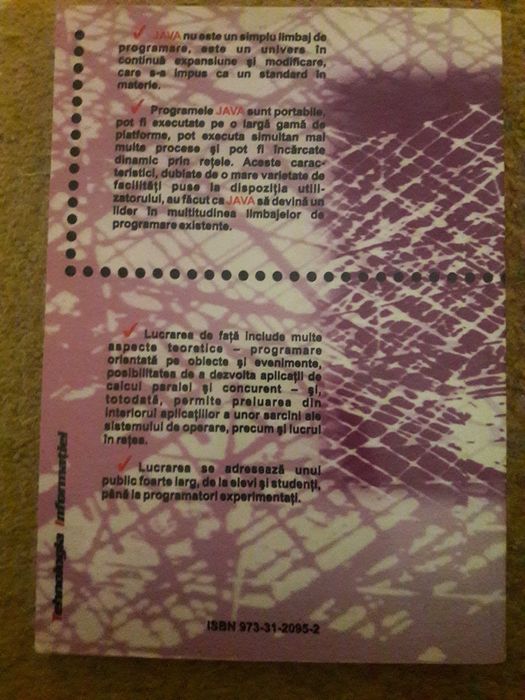 JAVA nu este un simplu limbaj de
programare, este un univers în
continuă expansiune și modificare,
care s-a impus ca un standard în
materie.
Programele JAVA sunt portabile,
pot fi executate pe o largă gamă de
platforme, pot executa simultan mai
multe procese și pot fi încărcate
dinamic prin rețele. Aceste carac-
teristici, dublate de o mare varietate de
facilități puse la dispoziția utili-
zatorului, au făcut ca JAVA să devină un
lider în multitudinea limbajelor de
programare existente.
Lucrarea de față include multe
aspecte teoretice – programare
orientată pe obiecte și evenimente,
posibilitatea de a dezvolta aplicații de
calcul paralel și concurent – și,
totodată, permite preluarea din
interiorul aplicațiilor a unor sarcini ale
sistemului de operare, precum și lucrul
în rețea.
Lucrarea se adresează unui
public foarte larg, de la elevi și studenți,
până la programatori experimentați.
Tehnologia Informației
ISBN 973-31-2095-2